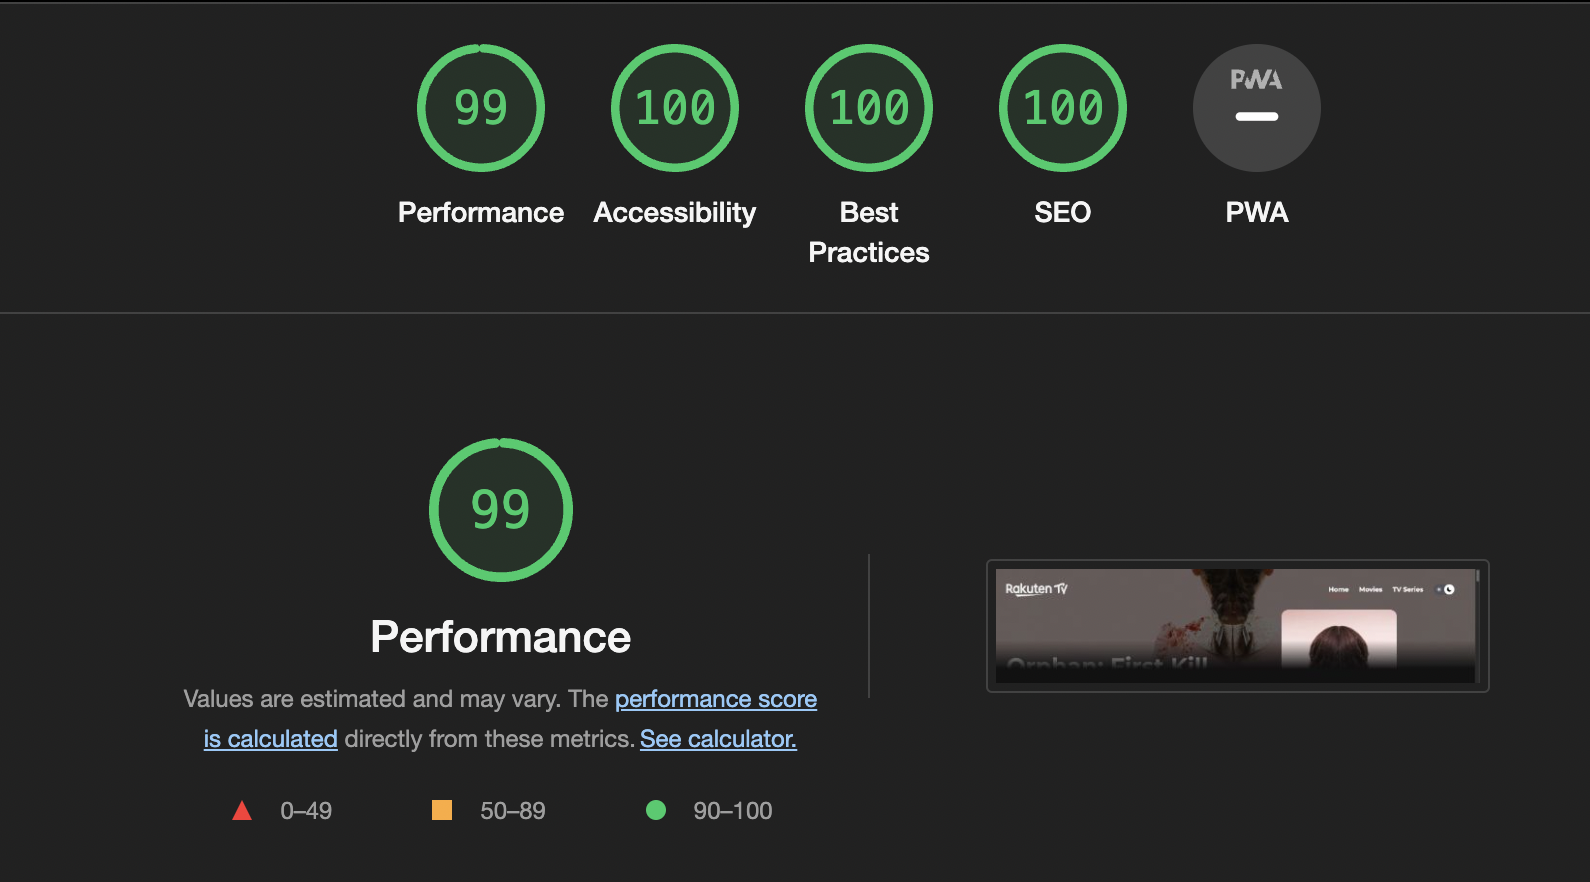 99
100
100
100
PWA
Performance
Accessibility
Best
Practices
SEO
PWA
99
Performance
Values are estimated and may vary. The performance score
is calculated directly from these metrics. See calculator.
0–49
50–89
90–100
Rakuten TV
Home
Movies
TV Series
Orphan: First Kill